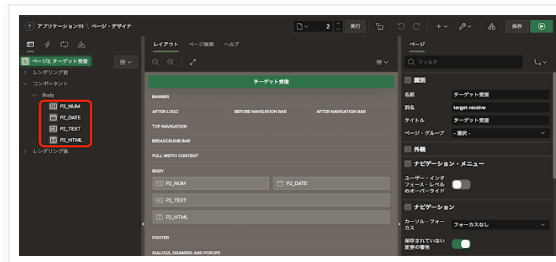 アプリケーション111 \ ページ・デザイナ
2
実行
保存
ページ2: ターゲット受信
レンダリング前
コンポーネント
Body
P2_NUM
P2_DATE
P2_TEXT
P2_HTML
レンダリング後
レイアウト ページ検索 ヘルプ
ターゲット受信
BANNER
AFTER LOGO BEFORE NAVIGATION BAR AFTER NAVIGATION BAR
TOP NAVIGATION
BREADCRUMB BAR
FULL WIDTH CONTENT
BODY
P2_NUM P2_DATE
P2_TEXT
P2_HTML
FOOTER
DIALOGS, DRAWERS AND POPUPS
ページ
フィルタ
識別
名前 ターゲット受信
別名 target-receive
タイトル ターゲット受信
ページ・グループ - 選択 -
外観
ナビゲーション・メニュー
ユーザー・インタ
フェース・レベル
のオーバーライド
ナビゲーション
カーソル・フォー
カス フォーカスなし
保存されていない
変更の警告